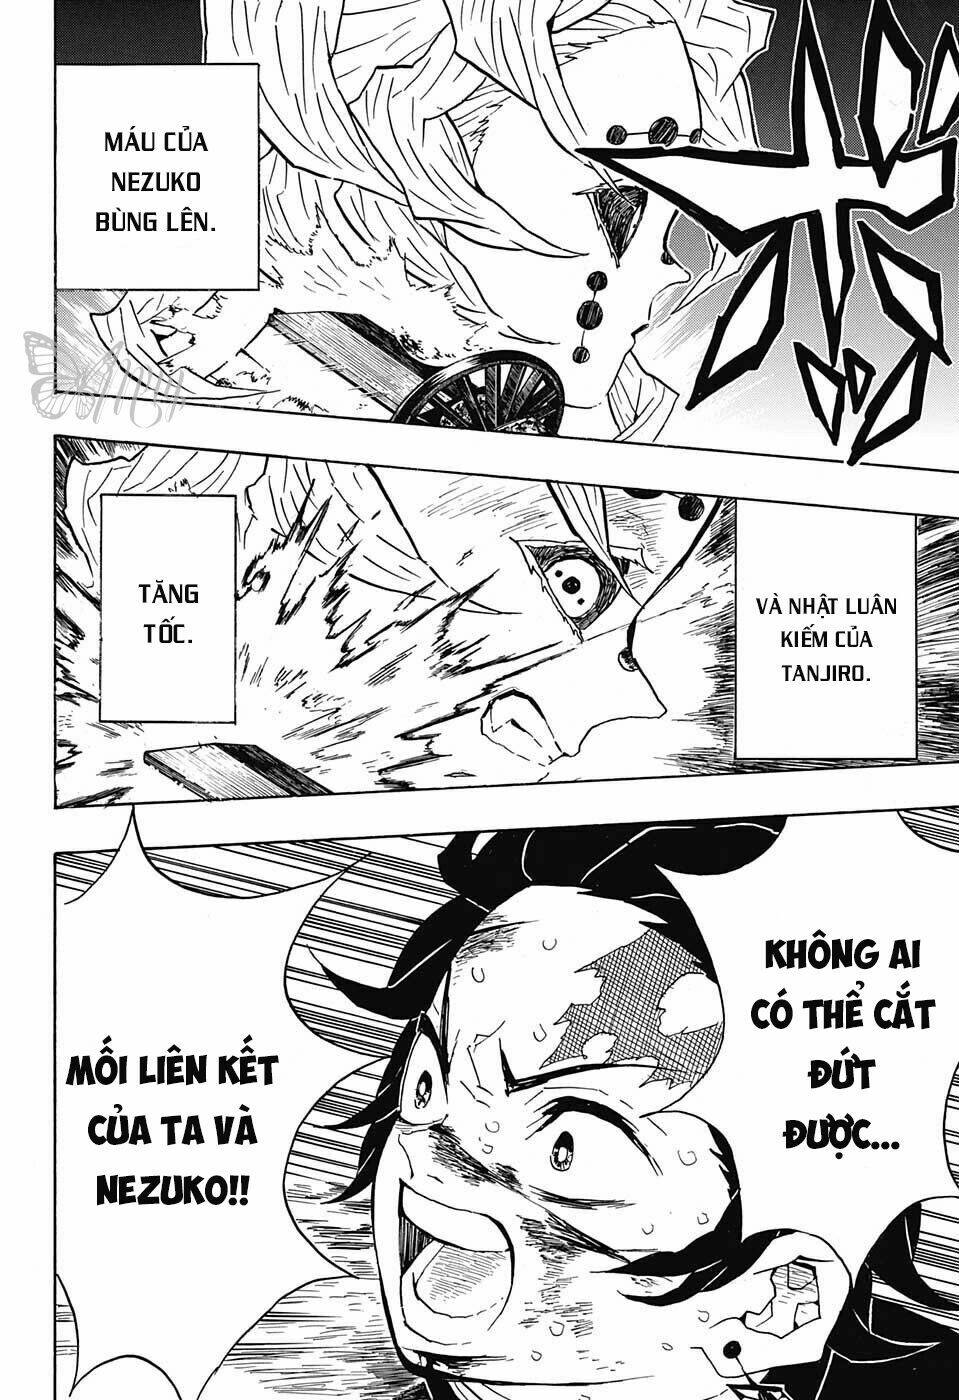 MÁU CỦA
NEZUKO
BÙNG LÊN.
VÀ NHẬT LUÂN
KIẾM CỦA
TANJIRO.
TĂNG
TỐC.
KHÔNG AI
CÓ THỂ CẮT
ĐỨT
ĐƯỢC...
MỐI LIÊN KẾT
CỦA TA VÀ
NEZUKO!!